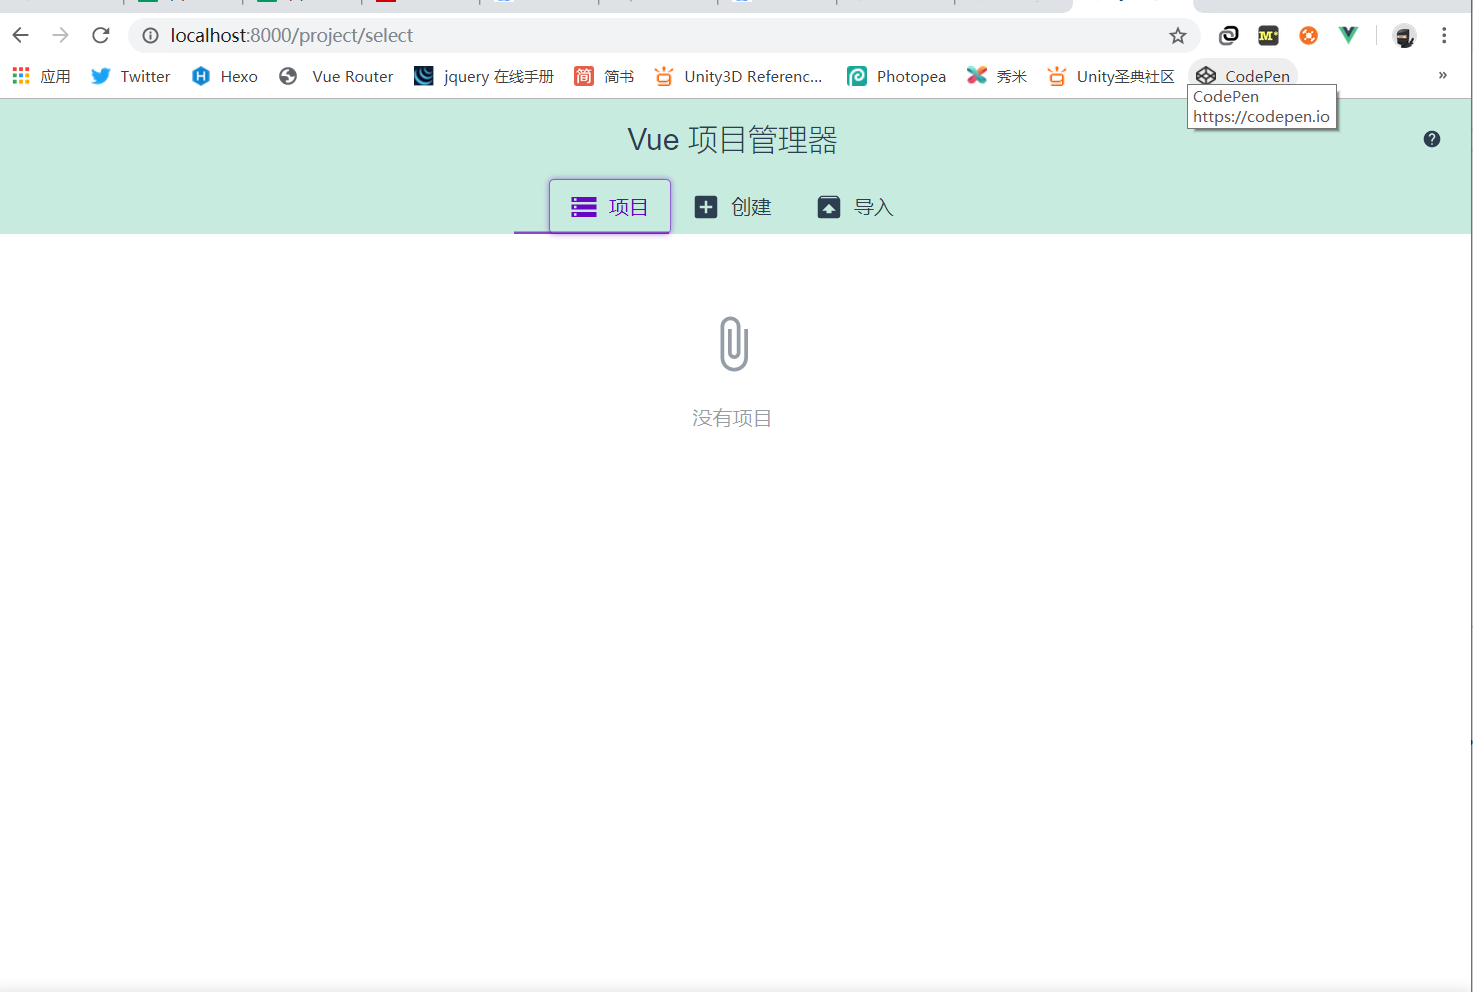 localhost:8000/project/select
应用 Twitter Hexo Vue Router jquery 在线手册 简 简书 Unity3D Referenc... Photopea 秀米 Unity圣典社区 CodePen »
CodePen
https://codepen.io
Vue 项目管理器
项目 创建 导入
没有项目